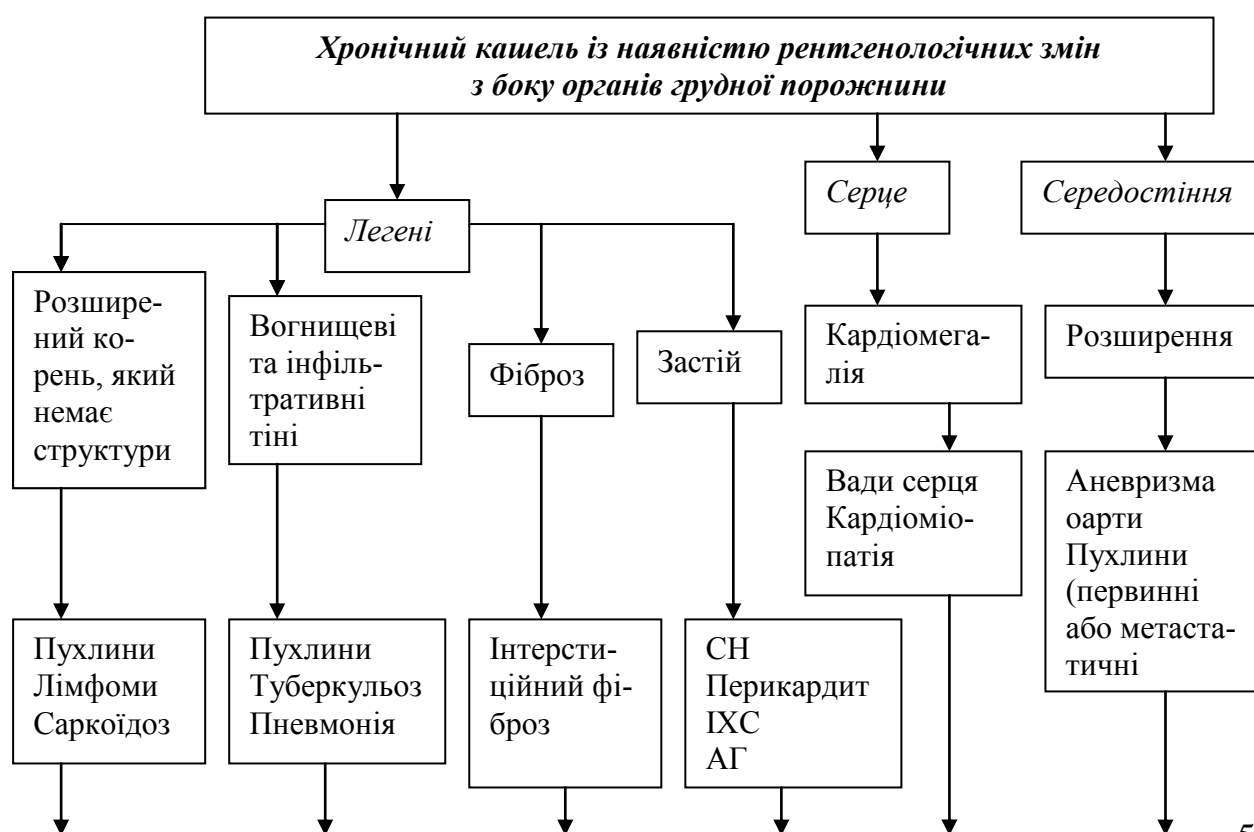 Хронічний кашель із наявністю рентгенологічних змін
з боку органів грудної порожнини
Легені
Серце
Середостіння
Розшире-
ний ко-
рень, який
немає
структури
Вогнищеві
та інфіль-
тративні
тіні
Фіброз
Застій
Кардіомега-
лія
Розширення
Вади серця
Кардіоміо-
патія
Аневризма
оарти
Пухлини
(первинні
або метаста-
тичні
Пухлини
Лімфоми
Саркоїдоз
Пухлини
Туберкульоз
Пневмонія
Інтерсти-
ційний фі-
броз
СН
Перикардит
ІХС
АГ
5